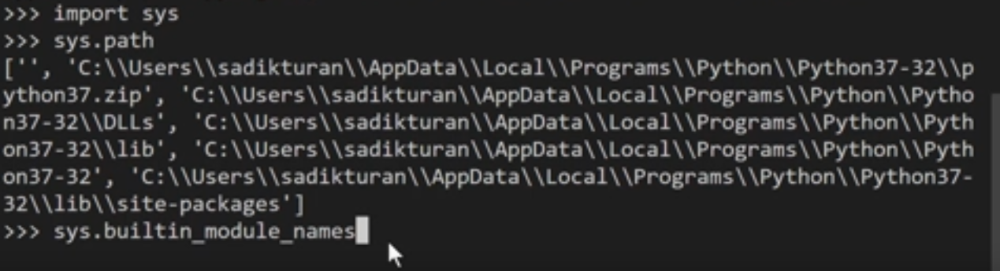 >>> import sys
>>> sys.path
['', 'C:\\Users\\sadikturan\\AppData\\Local\\Programs\\Python\\Python37-32\\p
ython37.zip', 'C:\\Users\\sadikturan\\AppData\\Local\\Programs\\Python\\Pytho
n37-32\\DLLs', 'C:\\Users\\sadikturan\\AppData\\Local\\Programs\\Python\\Pyth
on37-32\\lib', 'C:\\Users\\sadikturan\\AppData\\Local\\Programs\\Python\\Pyth
on37-32', 'C:\\Users\\sadikturan\\AppData\\Local\\Programs\\Python\\Python37-
32\\lib\\site-packages']
>>> sys.builtin_module_names